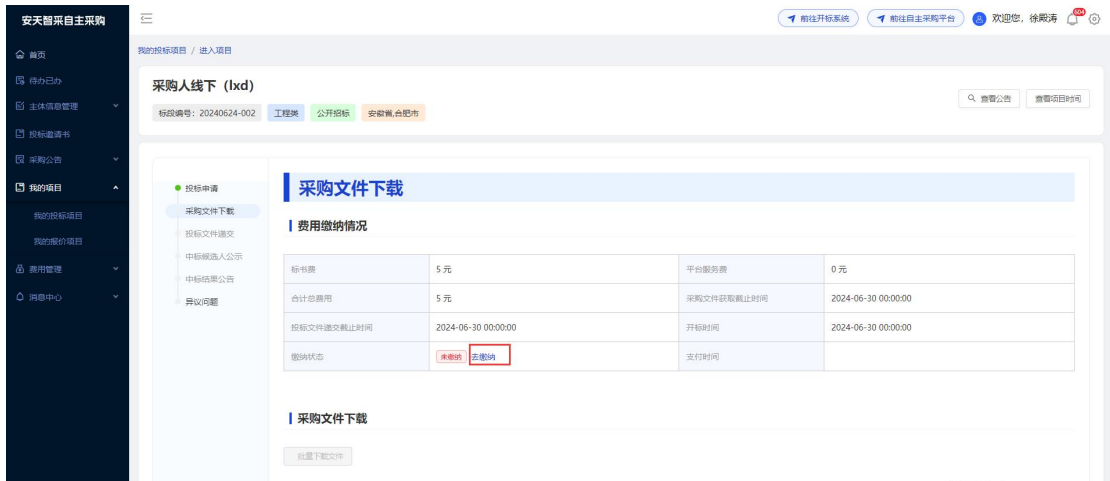 安天智采自主采购
前往开标系统
前往自主采购平台
欢迎您，徐殿涛
604
首页
待办已办
主体信息管理
投标邀请书
采购公告
我的项目
我的投标项目
我的报价项目
费用管理
消息中心
我的投标项目 / 进入项目
采购人线下（lxd）
标段编号：20240624-002 工程类 公开招标 安徽省,合肥市
查看公告 查看项目时间
投标申请
采购文件下载
投标文件递交
中标候选人公示
中标结果公告
异议问题
采购文件下载
费用缴纳情况
标书费 5 元 平台服务费 0 元
合计总费用 5 元 采购文件获取截止时间 2024-06-30 00:00:00
投标文件递交截止时间 2024-06-30 00:00:00 开标时间 2024-06-30 00:00:00
缴纳状态 未缴纳 去缴纳 支付时间
采购文件下载
批量下载文件